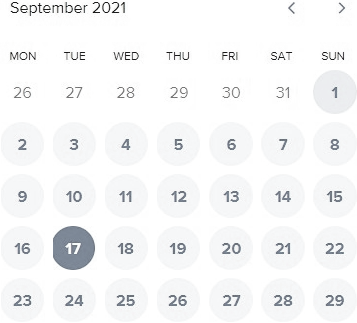 September 2021
MON TUE WED THU FRI SAT SUN
26 27 28 29 30 31 1
2 3 4 5 6 7 8
9 10 11 12 13 14 15
16 17 18 19 20 21 22
23 24 25 26 27 28 29